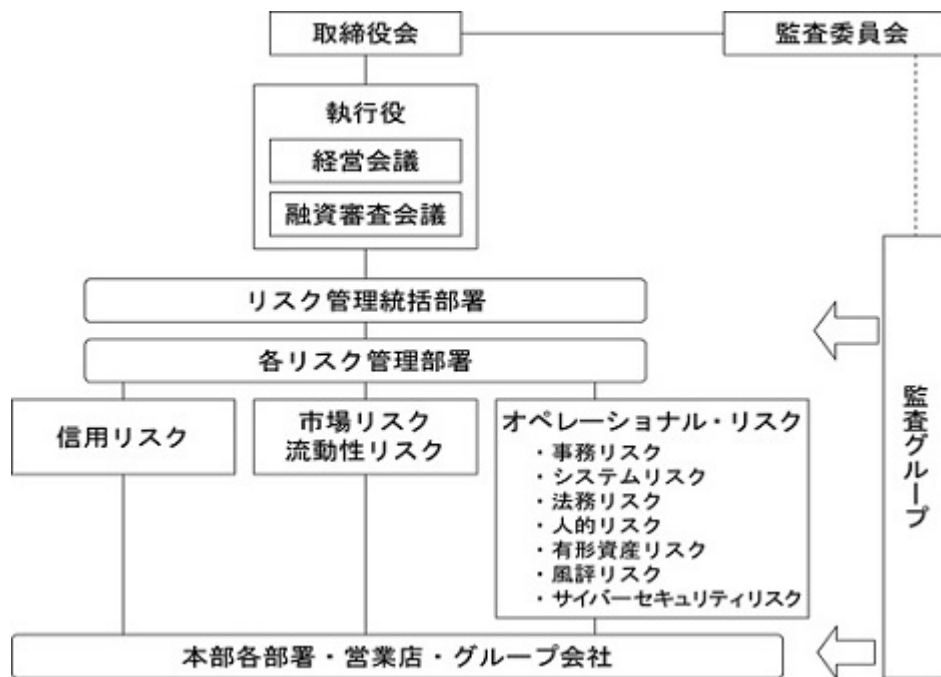 取締役会
監査委員会
執行役
経営会議
融資審査会議
リスク管理統括部署
各リスク管理部署
信用リスク
市場リスク
流動性リスク
オペレーショナル・リスク
・事務リスク
・システムリスク
・法務リスク
・人的リスク
・有形資産リスク
・風評リスク
・サイバーセキュリティリスク
監査グループ
本部各部署・営業店・グループ会社